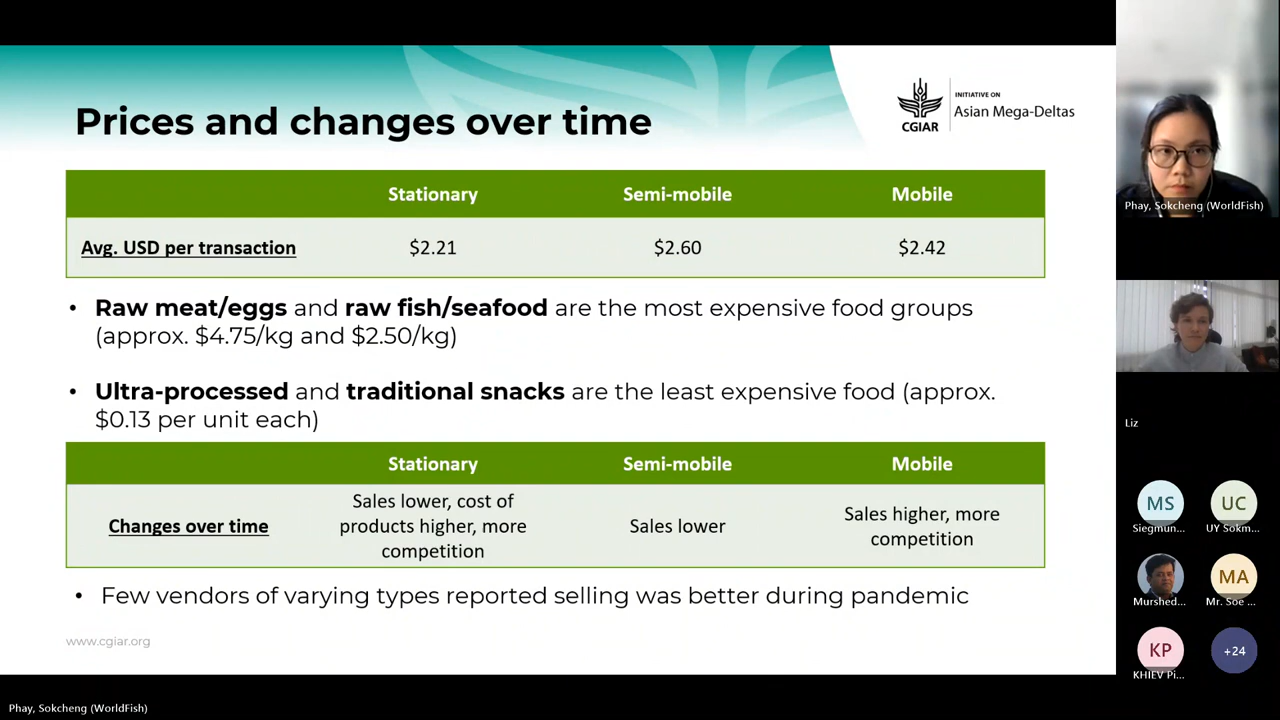 Prices and changes over time
CGIAR
INITIATIVE ON
Asian Mega-Deltas
Stationary Semi-mobile Mobile
Avg. USD per transaction $2.21 $2.60 $2.42
• Raw meat/eggs and raw fish/seafood are the most expensive food groups
(approx. $4.75/kg and $2.50/kg)
• Ultra-processed and traditional snacks are the least expensive food (approx.
$0.13 per unit each)
Stationary Semi-mobile Mobile
Changes over time
Sales lower, cost of
products higher, more
competition
Sales lower
Sales higher, more
competition
• Few vendors of varying types reported selling was better during pandemic
www.cgiar.org
Phay, Sokcheng (WorldFish)
Phay, Sokcheng (WorldFish)
Liz
MS UC
Siegmun... UY Sokm...
MA
Murshed... Mr. Soe ...
KP +24
KHIEV Pi...